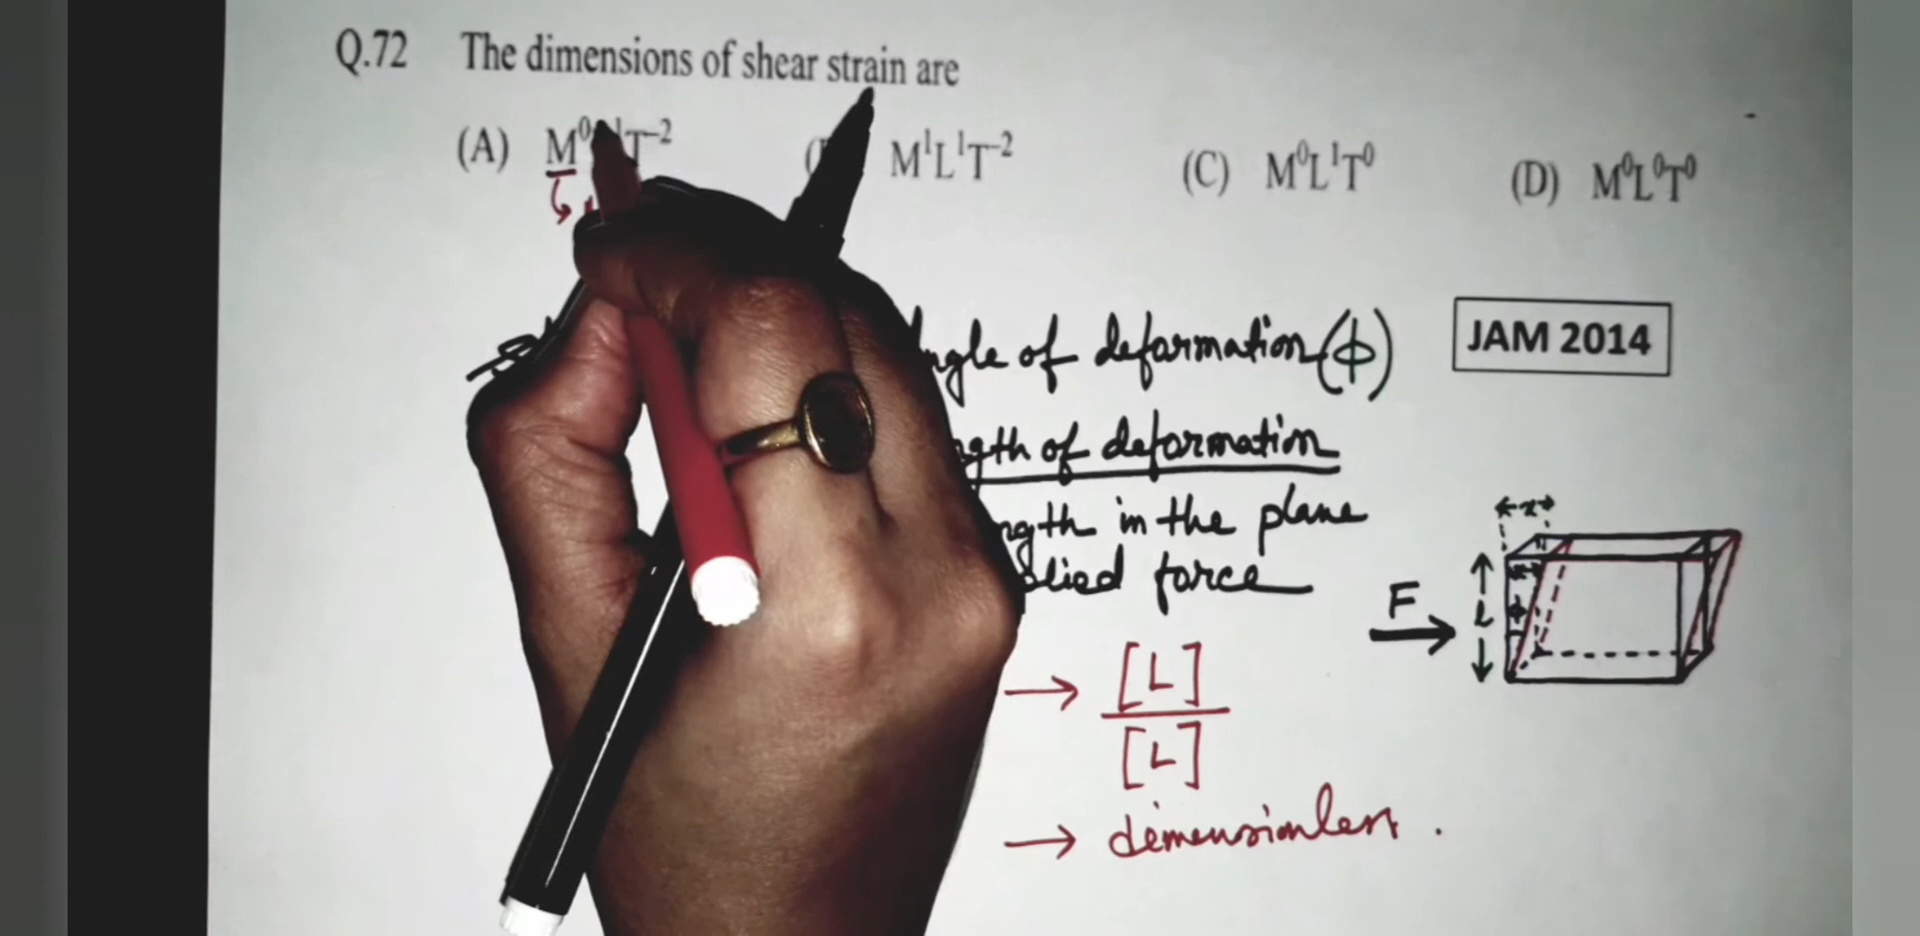 Q.72 The dimensions of shear strain are
(A) M⁰ T⁻² M¹L¹T⁻² (C) M⁰L¹T⁰ (D) M⁰L⁰T⁰
of deformation (ϕ)
JAM 2014
of deformation
in the plane
force
x
F
l
→ [L]
[L]
→ dimensionless.